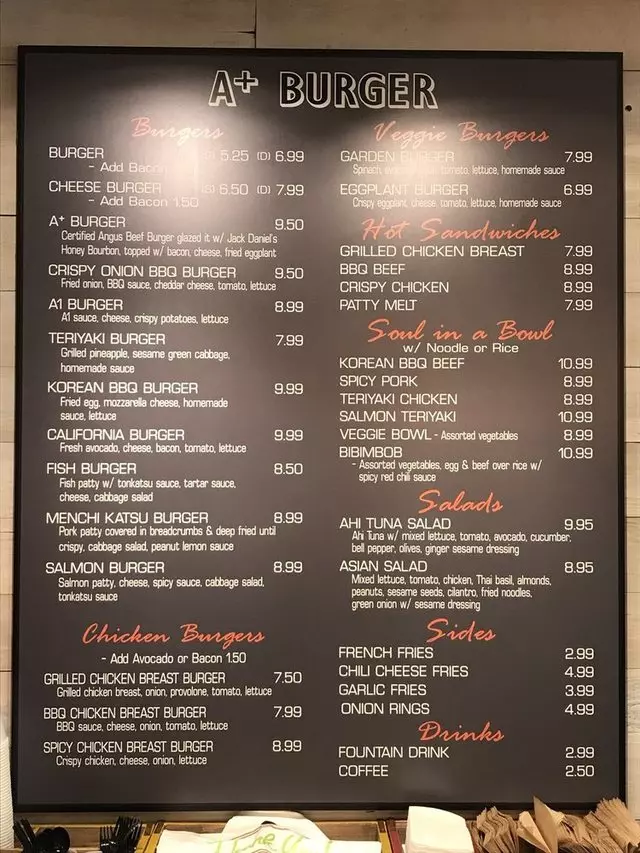 A+ BURGER
Burgers
BURGER 5.25 (D) 6.99
- Add Bacon
CHEESE BURGER (S) 6.50 (D) 7.99
- Add Bacon 1.50
A+ BURGER 9.50
Certified Angus Beef Burger glazed it w/ Jack Daniel's
Honey Bourbon, topped w/ bacon, cheese, fried eggplant
CRISPY ONION BBQ BURGER 9.50
Fried onion, BBQ sauce, cheddar cheese, tomato, lettuce
A1 BURGER 8.99
A1 sauce, cheese, crispy potatoes, lettuce
TERIYAKI BURGER 7.99
Grilled pineapple, sesame green cabbage,
homemade sauce
KOREAN BBQ BURGER 9.99
Fried egg, mozzarella cheese, homemade
sauce, lettuce
CALIFORNIA BURGER 9.99
Fresh avocado, cheese, bacon, tomato, lettuce
FISH BURGER 8.50
Fish patty w/ tonkatsu sauce, tartar sauce,
cheese, cabbage salad
MENCHI KATSU BURGER 8.99
Pork patty covered in breadcrumbs & deep fried until
crispy, cabbage salad, peanut lemon sauce
SALMON BURGER 8.99
Salmon patty, cheese, spicy sauce, cabbage salad,
tonkatsu sauce
Chicken Burgers
- Add Avocado or Bacon 1.50
GRILLED CHICKEN BREAST BURGER 7.50
Grilled chicken breast, onion, provolone, tomato, lettuce
BBQ CHICKEN BREAST BURGER 7.99
BBQ sauce, cheese, onion, tomato, lettuce
SPICY CHICKEN BREAST BURGER 8.99
Crispy chicken, cheese, onion, lettuce
Veggie Burgers
GARDEN BURGER 7.99
Spinach, tomato, lettuce, homemade sauce
EGGPLANT BURGER 6.99
Crispy eggplant, cheese, tomato, lettuce, homemade sauce
Hot Sandwiches
GRILLED CHICKEN BREAST 7.99
BBQ BEEF 8.99
CRISPY CHICKEN 8.99
PATTY MELT 7.99
Soul in a Bowl
w/ Noodle or Rice
KOREAN BBQ BEEF 10.99
SPICY PORK 8.99
TERIYAKI CHICKEN 8.99
SALMON TERIYAKI 10.99
VEGGIE BOWL - Assorted vegetables 8.99
BIBIMBOB 10.99
- Assorted vegetables, egg & beef over rice w/
spicy red chili sauce
Salads
AHI TUNA SALAD 9.95
Ahi Tuna w/ mixed lettuce, tomato, avocado, cucumber,
bell pepper, olives, ginger sesame dressing
ASIAN SALAD 8.95
Mixed lettuce, tomato, chicken, Thai basil, almonds,
peanuts, sesame seeds, cilantro, fried noodles,
green onion w/ sesame dressing
Sides
FRENCH FRIES 2.99
CHILI CHEESE FRIES 4.99
GARLIC FRIES 3.99
ONION RINGS 4.99
Drinks
FOUNTAIN DRINK 2.99
COFFEE 2.50